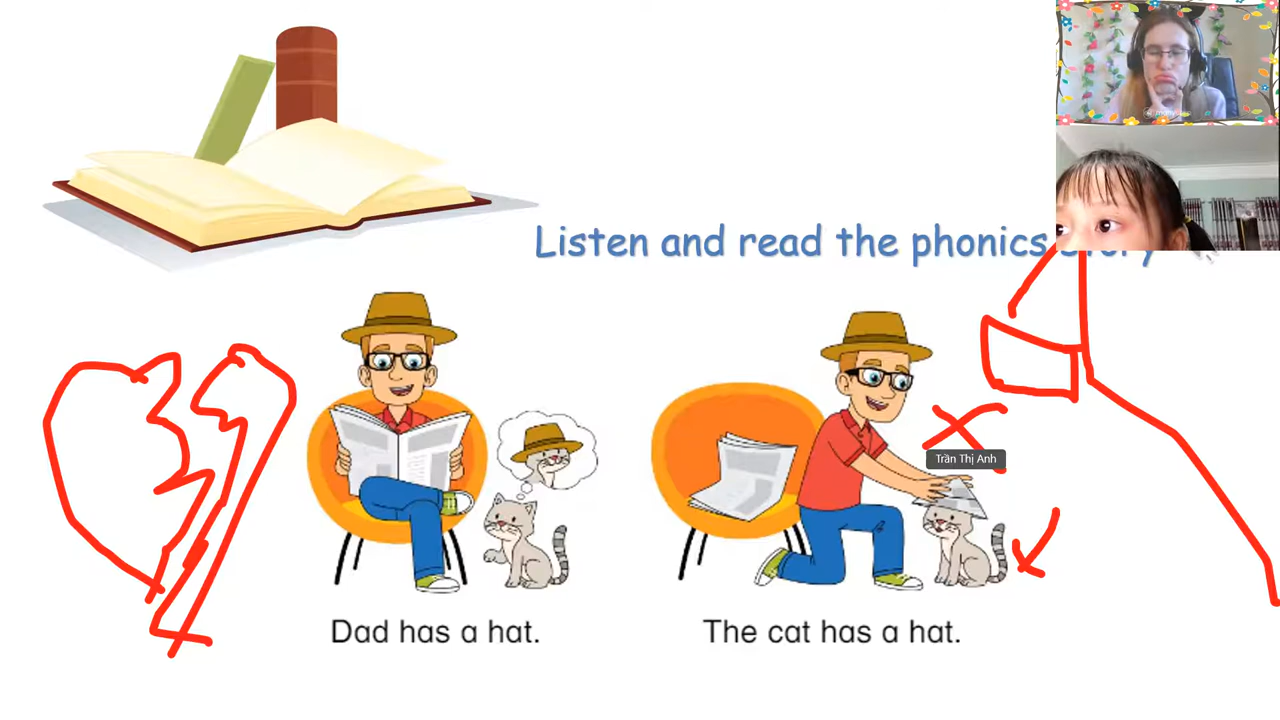 Listen and read the phonics story
Trần Thị Anh
Dad has a hat.
The cat has a hat.